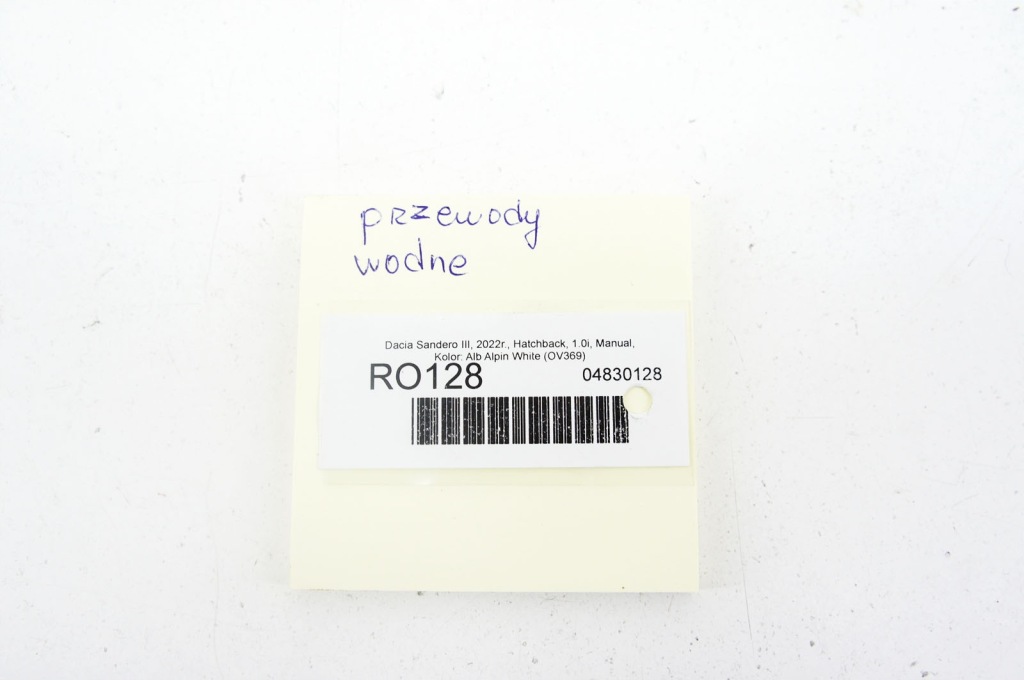 przewody
wodne
Dacia Sandero III, 2022r., Hatchback, 1.0i, Manual,
Kolor: Alb Alpin White (OV369)
RO128 04830128